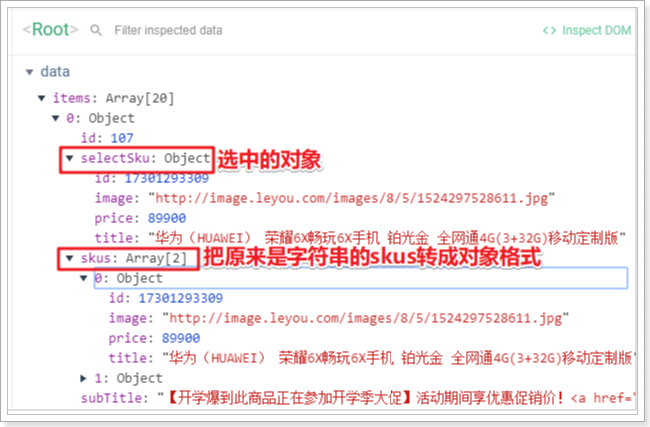 <Root> Filter inspected data <> Inspect DOM
▼ data
▼ items: Array[20]
▼ 0: Object
id: 107
▼ selectSku: Object 选中的对象
id: 17301293309
image: "http://image.leyou.com/images/8/5/1524297528611.jpg"
price: 89900
title: "华为（HUAWEI） 荣耀6X畅玩6X手机 铂光金 全网通4G(3+32G)移动定制版"
▼ skus: Array[2] 把原来是字符串的skus转成对象格式
▼ 0: Object
id: 17301293309
image: "http://image.leyou.com/images/8/5/1524297528611.jpg"
price: 89900
title: "华为（HUAWEI） 荣耀6X畅玩6X手机 铂光金 全网通4G(3+32G)移动定制版"
▶ 1: Object
subTitle: "【开学爆到此商品正在参加开学季大促】活动期间享优惠促销价！<a href="